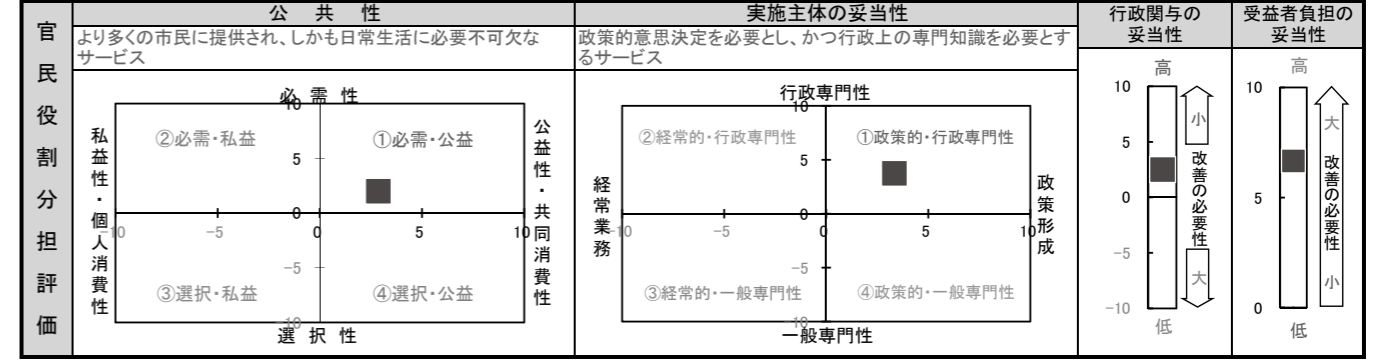 官民役割分担評価
公共性
より多くの市民に提供され、しかも日常生活に必要不可欠な
サービス
必需性
10
②必需・私益
①必需・公益
5
私益性・個人消費性
公益性・共同消費性
0
-10
-5
0
5
10
-5
③選択・私益
④選択・公益
-10
選択性
実施主体の妥当性
政策的意思決定を必要とし、かつ行政上の専門知識を必要とす
るサービス
行政専門性
10
②経常的・行政専門性
①政策的・行政専門性
5
経常業務
政策形成
0
-10
-5
0
5
10
-5
③経常的・一般専門性
④政策的・一般専門性
-10
一般専門性
行政関与の
妥当性
高
10
5
0
-5
-10
低
小
改善の必要性
大
受益者負担の
妥当性
高
10
5
0
低
大
改善の必要性
小